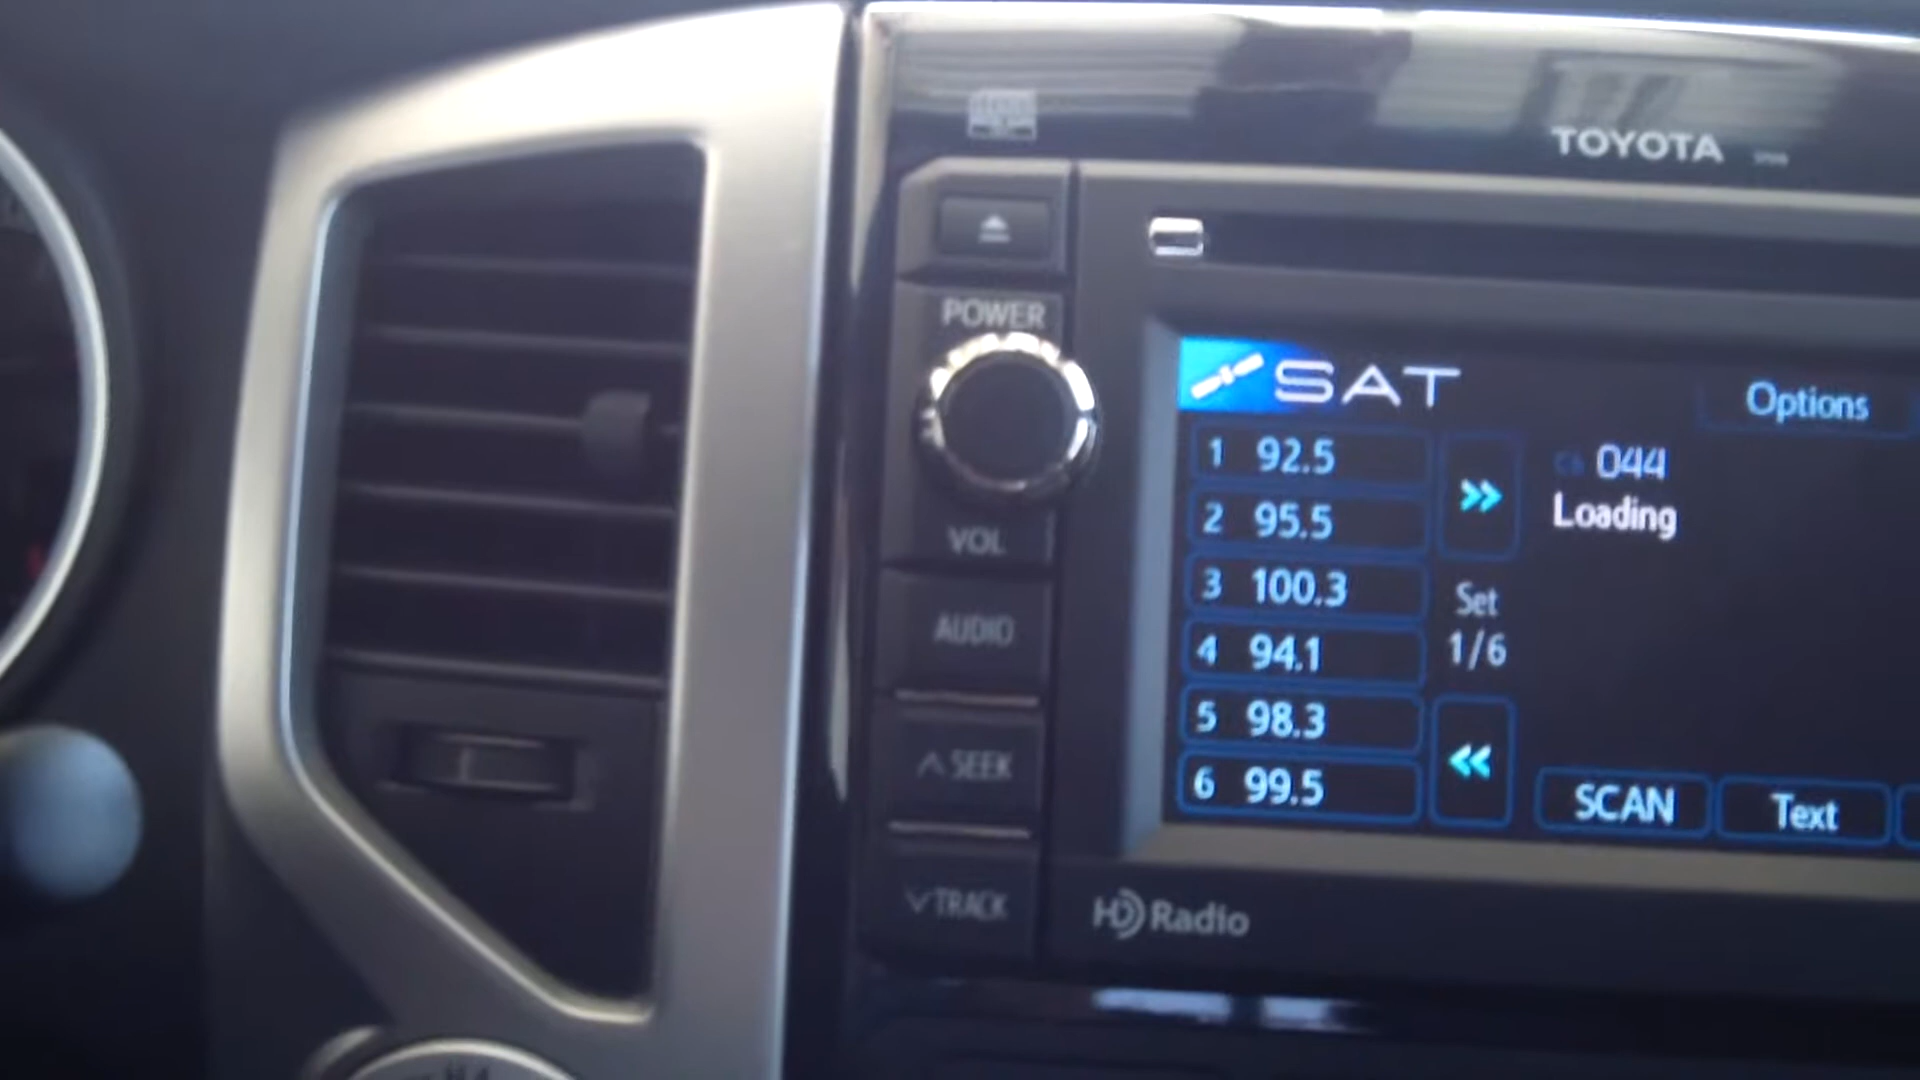 TOYOTA
POWER
VOL
AUDIO
SEEK
TRACK
SAT
Options
1 92.5
2 95.5
3 100.3
4 94.1
5 98.3
6 99.5
>>
Set
1/6
<<
044
Loading
SCAN
Text
HD Radio